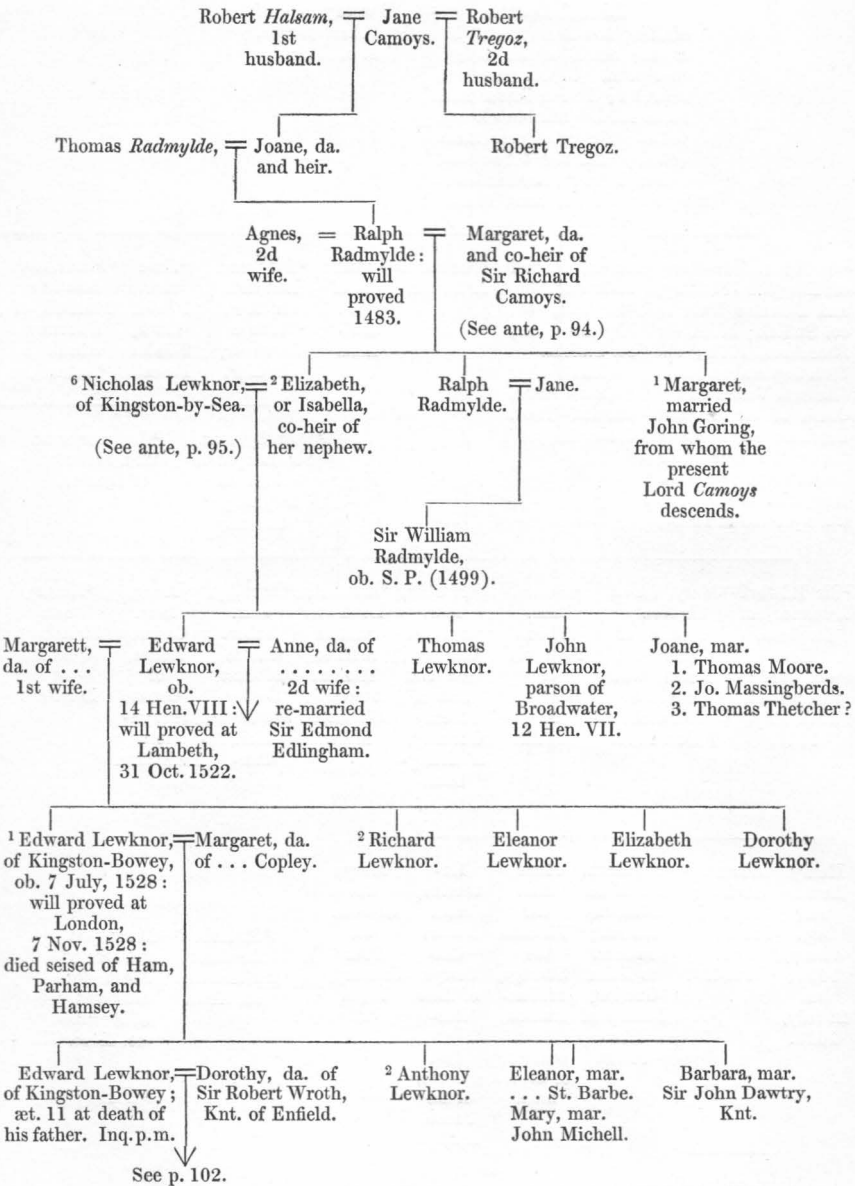 Robert Halsam, = Jane = Robert
1st Camoys. Tregoz,
husband. 2d
husband.
Thomas Radmylde, = Joane, da. Robert Tregoz.
and heir.
Agnes, = Ralph = Margaret, da.
2d Radmylde : and co-heir of
wife. will Sir Richard
proved Camoys.
1483.
(See ante, p. 94.)
⁶ Nicholas Lewknor, = ² Elizabeth, Ralph = Jane. ¹ Margaret,
of Kingston-by-Sea. or Isabella, Radmylde. married
co-heir of John Goring,
(See ante, p. 95.) her nephew. from whom the
present
Lord Camoys
descends.
Sir William
Radmylde,
ob. S. P. (1499).
Margarett, = Edward = Anne, da. of Thomas John Joane, mar.
da. of . . . Lewknor, . . . . . . . . . Lewknor. Lewknor, 1. Thomas Moore.
1st wife. ob. 2d wife : parson of 2. Jo. Massingberds.
14 Hen. VIII : re-married Broadwater, 3. Thomas Thetcher ?
will proved at Sir Edmond 12 Hen. VII.
Lambeth, Edlingham.
31 Oct. 1522.
¹ Edward Lewknor, = Margaret, da. ² Richard Eleanor Elizabeth Dorothy
of Kingston-Bowey, of . . . Copley. Lewknor. Lewknor. Lewknor. Lewknor.
ob. 7 July, 1528 :
will proved at
London,
7 Nov. 1528 :
died seised of Ham,
Parham, and
Hamsey.
Edward Lewknor, = Dorothy, da. of ² Anthony Eleanor, mar. Barbara, mar.
of Kingston-Bowey ; Sir Robert Wroth, Lewknor. . . . St. Barbe. Sir John Dawtry,
æt. 11 at death of Knt. of Enfield. Mary, mar. Knt.
his father. Inq. p.m. John Michell.
See p. 102.